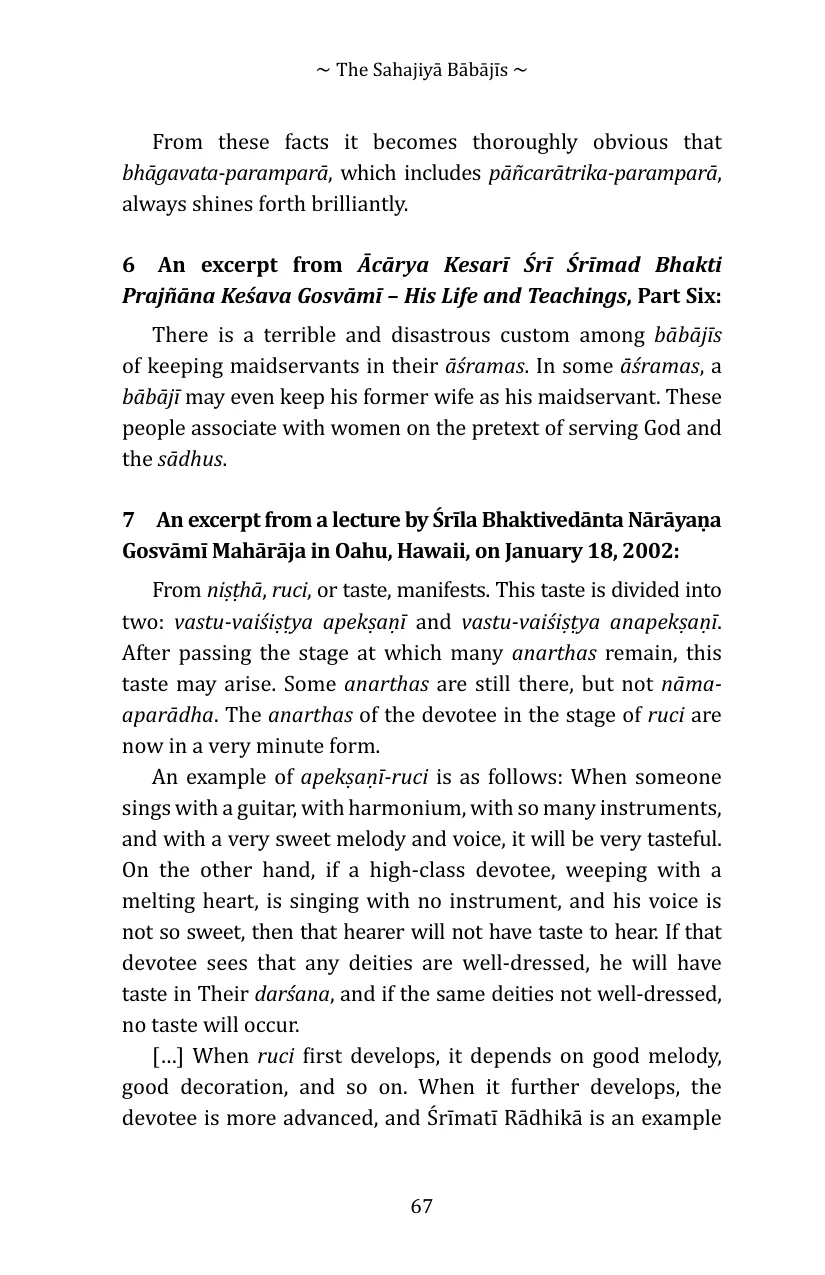 ~ The Sahajiyā Bābājīs ~
From these facts it becomes thoroughly obvious that
bhāgavata-paramparā, which includes pāñcarātrika-paramparā,
always shines forth brilliantly.
6 An excerpt from Ācārya Kesarī Śrī Śrīmad Bhakti
Prajñāna Keśava Gosvāmī – His Life and Teachings, Part Six:
There is a terrible and disastrous custom among bābājīs
of keeping maidservants in their āśramas. In some āśramas, a
bābājī may even keep his former wife as his maidservant. These
people associate with women on the pretext of serving God and
the sādhus.
7 An excerpt from a lecture by Śrīla Bhaktivedānta Nārāyaṇa
Gosvāmī Mahārāja in Oahu, Hawaii, on January 18, 2002:
From niṣṭhā, ruci, or taste, manifests. This taste is divided into
two: vastu-vaiśiṣṭya apekṣaṇī and vastu-vaiśiṣṭya anapekṣaṇī.
After passing the stage at which many anarthas remain, this
taste may arise. Some anarthas are still there, but not nāma-
aparādha. The anarthas of the devotee in the stage of ruci are
now in a very minute form.
An example of apekṣaṇī-ruci is as follows: When someone
sings with a guitar, with harmonium, with so many instruments,
and with a very sweet melody and voice, it will be very tasteful.
On the other hand, if a high-class devotee, weeping with a
melting heart, is singing with no instrument, and his voice is
not so sweet, then that hearer will not have taste to hear. If that
devotee sees that any deities are well-dressed, he will have
taste in Their darśana, and if the same deities not well-dressed,
no taste will occur.
[…] When ruci first develops, it depends on good melody,
good decoration, and so on. When it further develops, the
devotee is more advanced, and Śrīmatī Rādhikā is an example
67